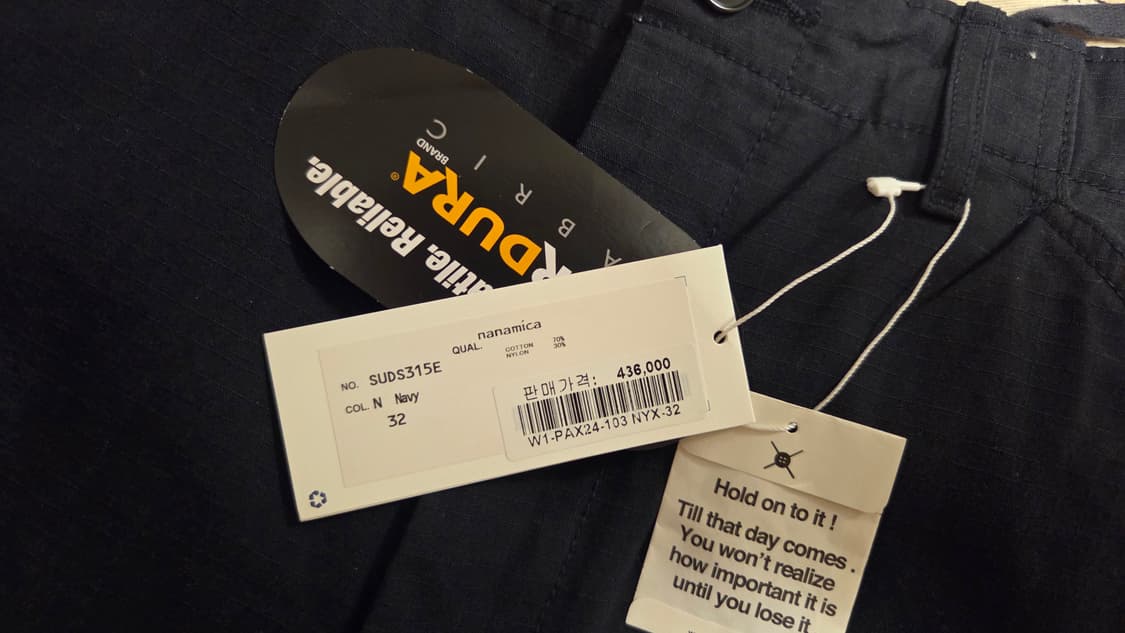 nanamica
QUAL. COTTON 70%
NYLON 30%
NO. SUDS315E
COL. N Navy
32
판매가격: 436,000
W1-PAX24-103 NYX-32
Reliable.
DURA®
BRAND
Hold on to it !
Till that day comes .
You won't realize
how important it is
until you lose it